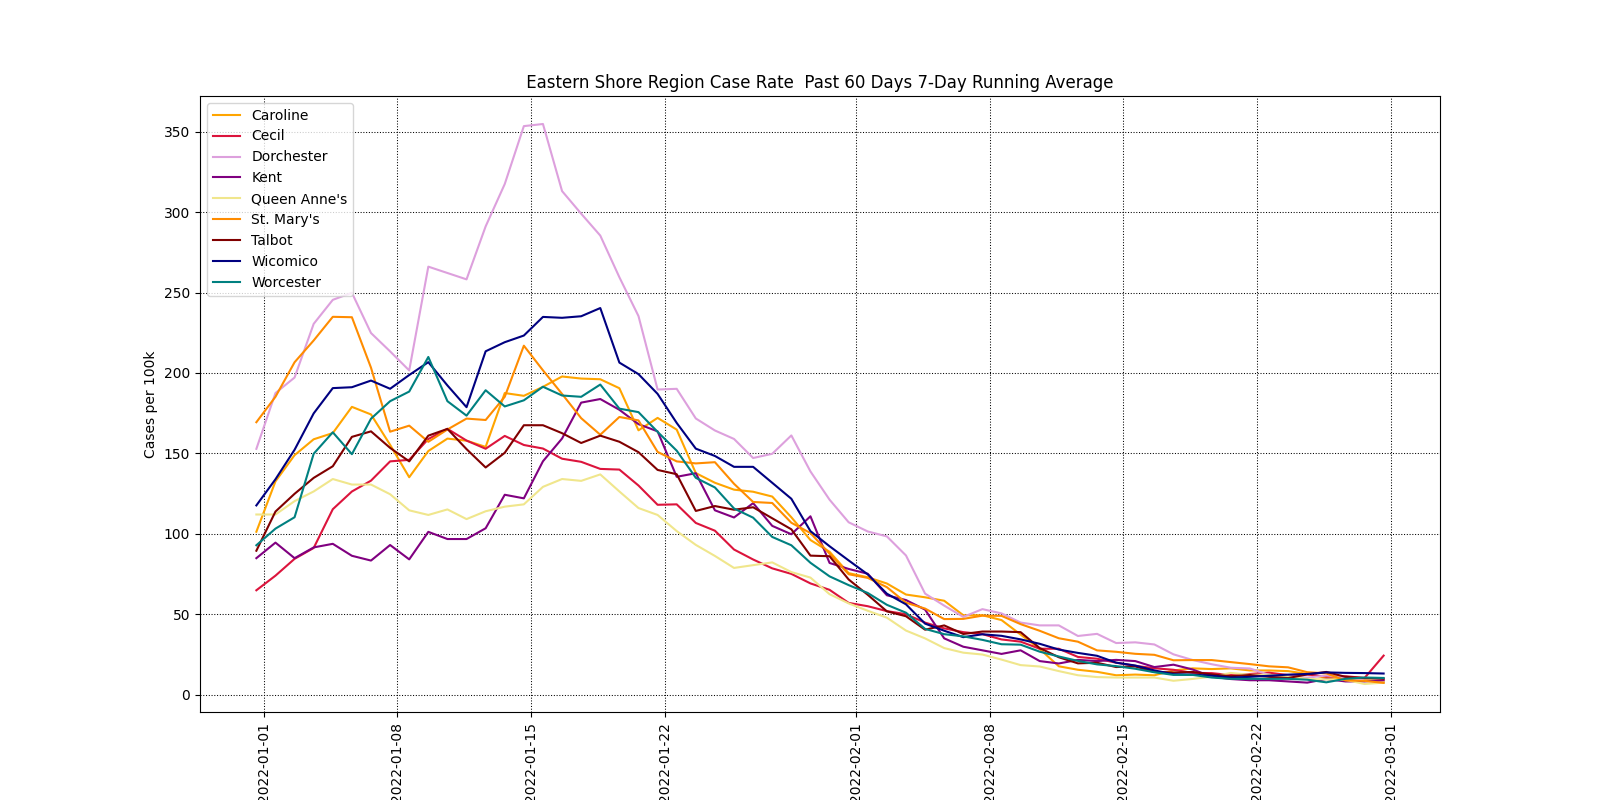 Eastern Shore Region Case Rate  Past 60 Days 7-Day Running Average
Caroline
Cecil
Dorchester
Kent
Queen Anne's
St. Mary's
Talbot
Wicomico
Worcester
Cases per 100k
350
300
250
200
150
100
50
0
2022-01-01
2022-01-08
2022-01-15
2022-01-22
2022-02-01
2022-02-08
2022-02-15
2022-02-22
2022-03-01